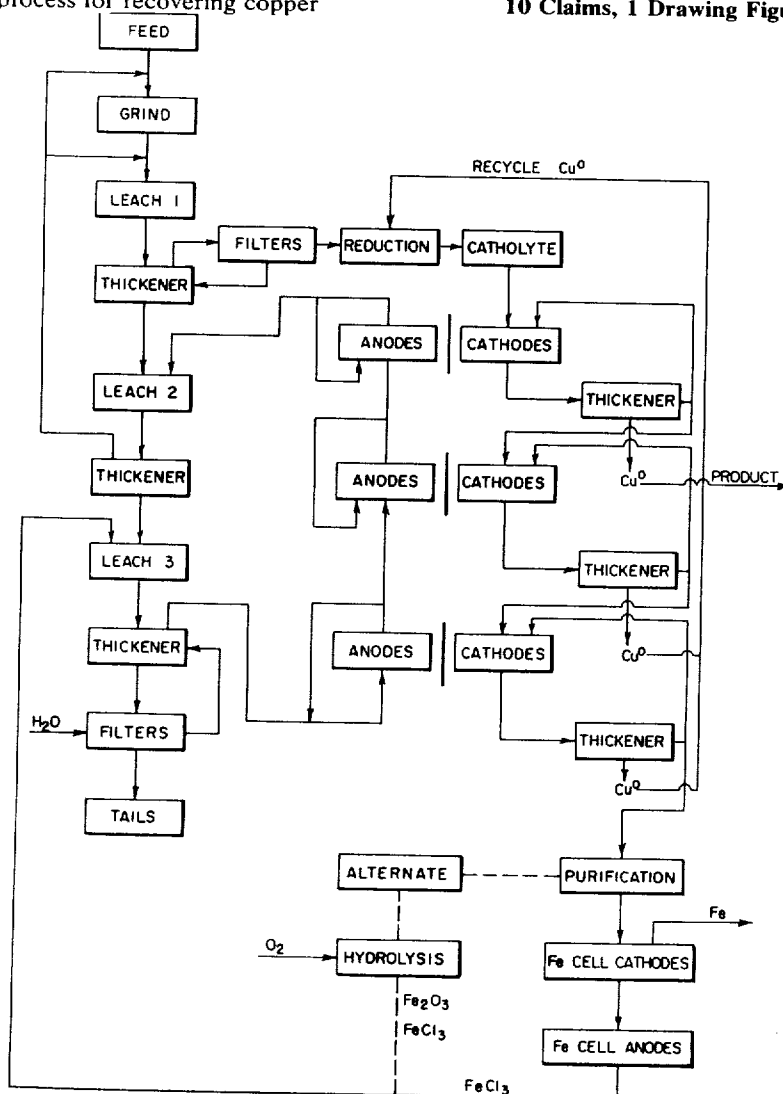 process for recovering copper
10 Claims, 1 Drawing Figu
FEED
GRIND
LEACH 1
RECYCLE Cu⁰
FILTERS
REDUCTION
CATHOLYTE
THICKENER
ANODES
CATHODES
LEACH 2
THICKENER
THICKENER
ANODES
CATHODES
Cu⁰
PRODUCT
LEACH 3
THICKENER
THICKENER
ANODES
CATHODES
Cu⁰
H₂O
FILTERS
THICKENER
Cu⁰
TAILS
ALTERNATE
PURIFICATION
Fe
O₂
HYDROLYSIS
Fe CELL CATHODES
Fe₂O₃
FeCl₃
Fe CELL ANODES
FeCl₃